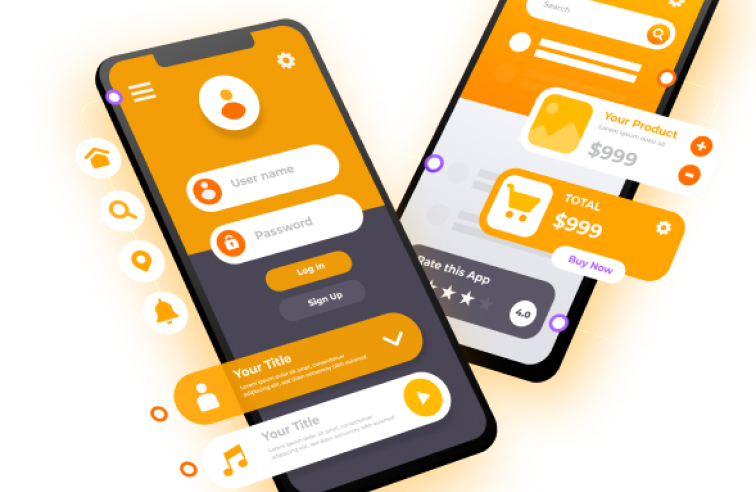 User name
Password
Log In
Sign Up
Your Title
Lorem ipsum dolor sit amet, consectetuer
adipiscing elit, sed diam nonummy nibh euismod
Your Title
Lorem ipsum dolor sit amet, consectetuer
adipiscing elit, sed diam nonummy nibh euismod
Search
Your Product
Lorem ipsum dolor sit
$999
TOTAL
$999
Buy Now
Rate this App
4.0